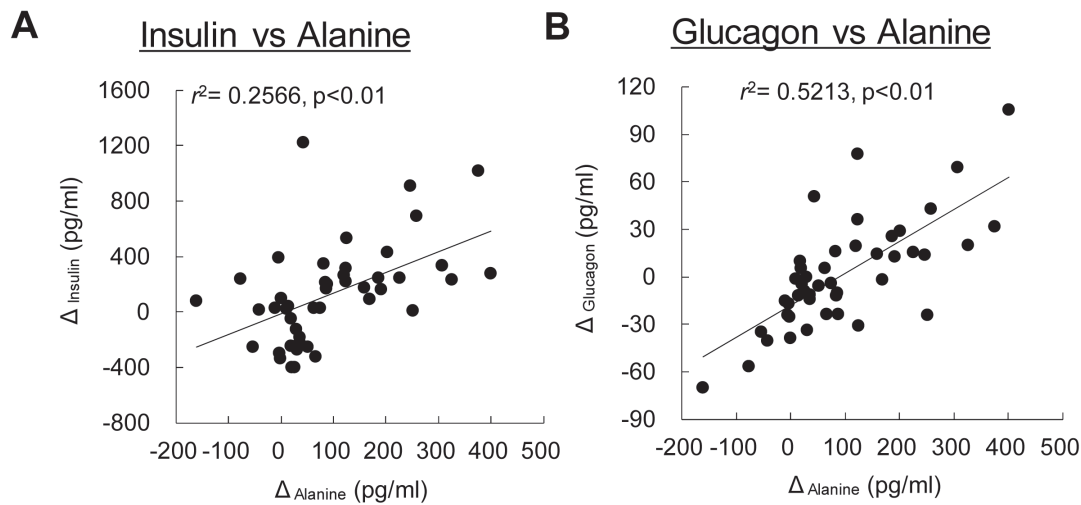 A
Insulin vs Alanine
r²= 0.2566, p<0.01
1600
1200
800
400
0
-400
-800
Δ Insulin (pg/ml)
-200 -100 0 100 200 300 400 500
Δ Alanine (pg/ml)
B
Glucagon vs Alanine
r²= 0.5213, p<0.01
120
90
60
30
0
-30
-60
-90
Δ Glucagon (pg/ml)
-200 -100 0 100 200 300 400 500
Δ Alanine (pg/ml)